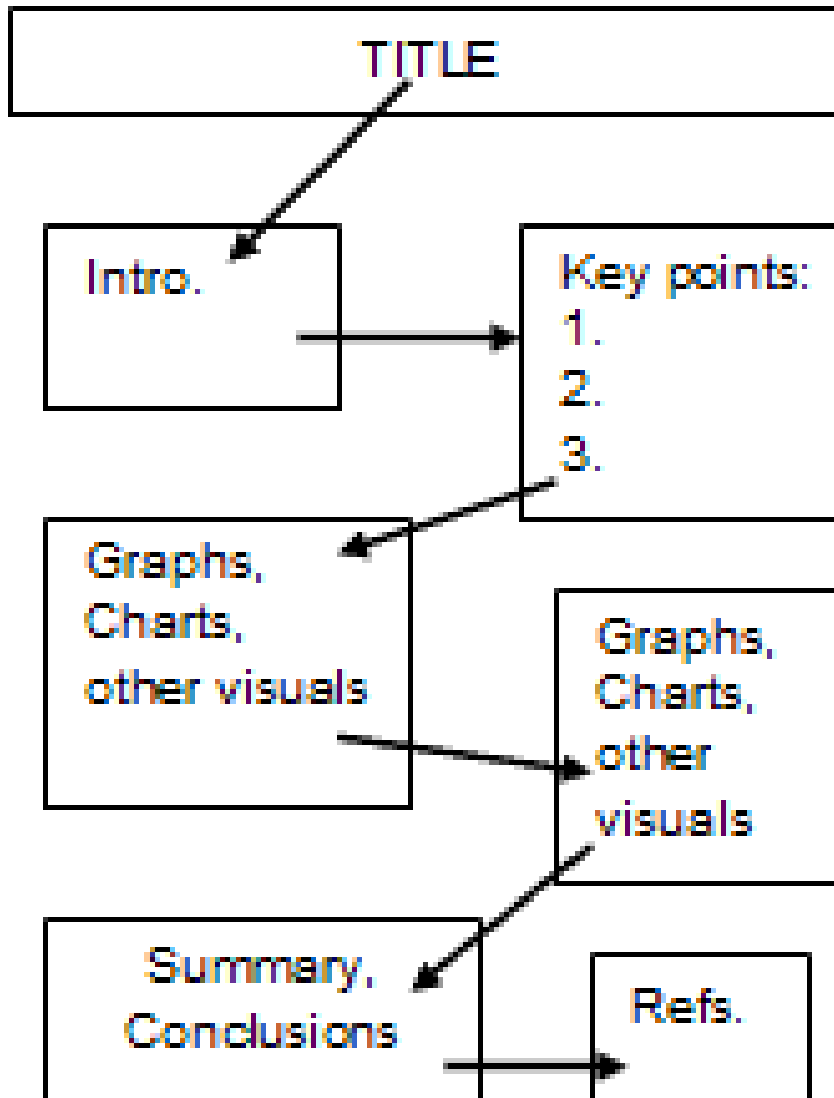 TITLE
Intro.
Key points:
1.
2.
3.
Graphs,
Charts,
other visuals
Graphs,
Charts,
other
visuals
Summary,
Conclusions
Refs.